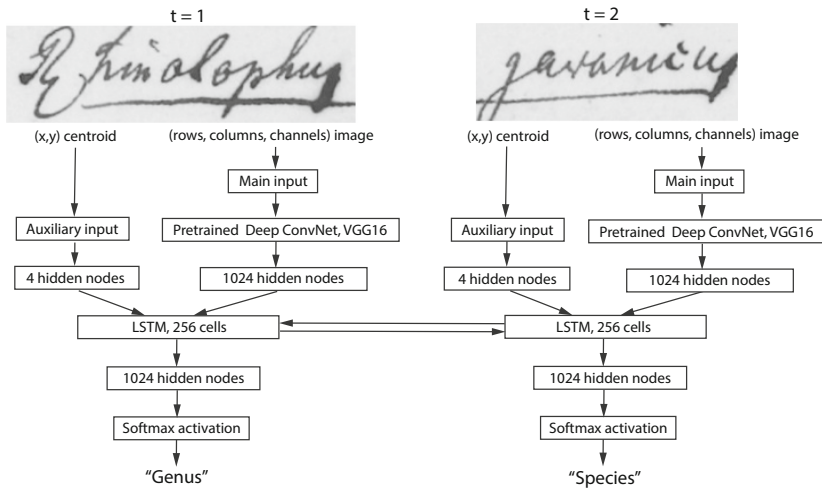 t = 1
t = 2
Rhinolophus
javanicus
(x,y) centroid
(rows, columns, channels) image
(x,y) centroid
(rows, columns, channels) image
Main input
Main input
Auxiliary input
Pretrained Deep ConvNet, VGG16
Auxiliary input
Pretrained Deep ConvNet, VGG16
4 hidden nodes
1024 hidden nodes
4 hidden nodes
1024 hidden nodes
LSTM, 256 cells
LSTM, 256 cells
1024 hidden nodes
1024 hidden nodes
Softmax activation
Softmax activation
“Genus”
“Species”